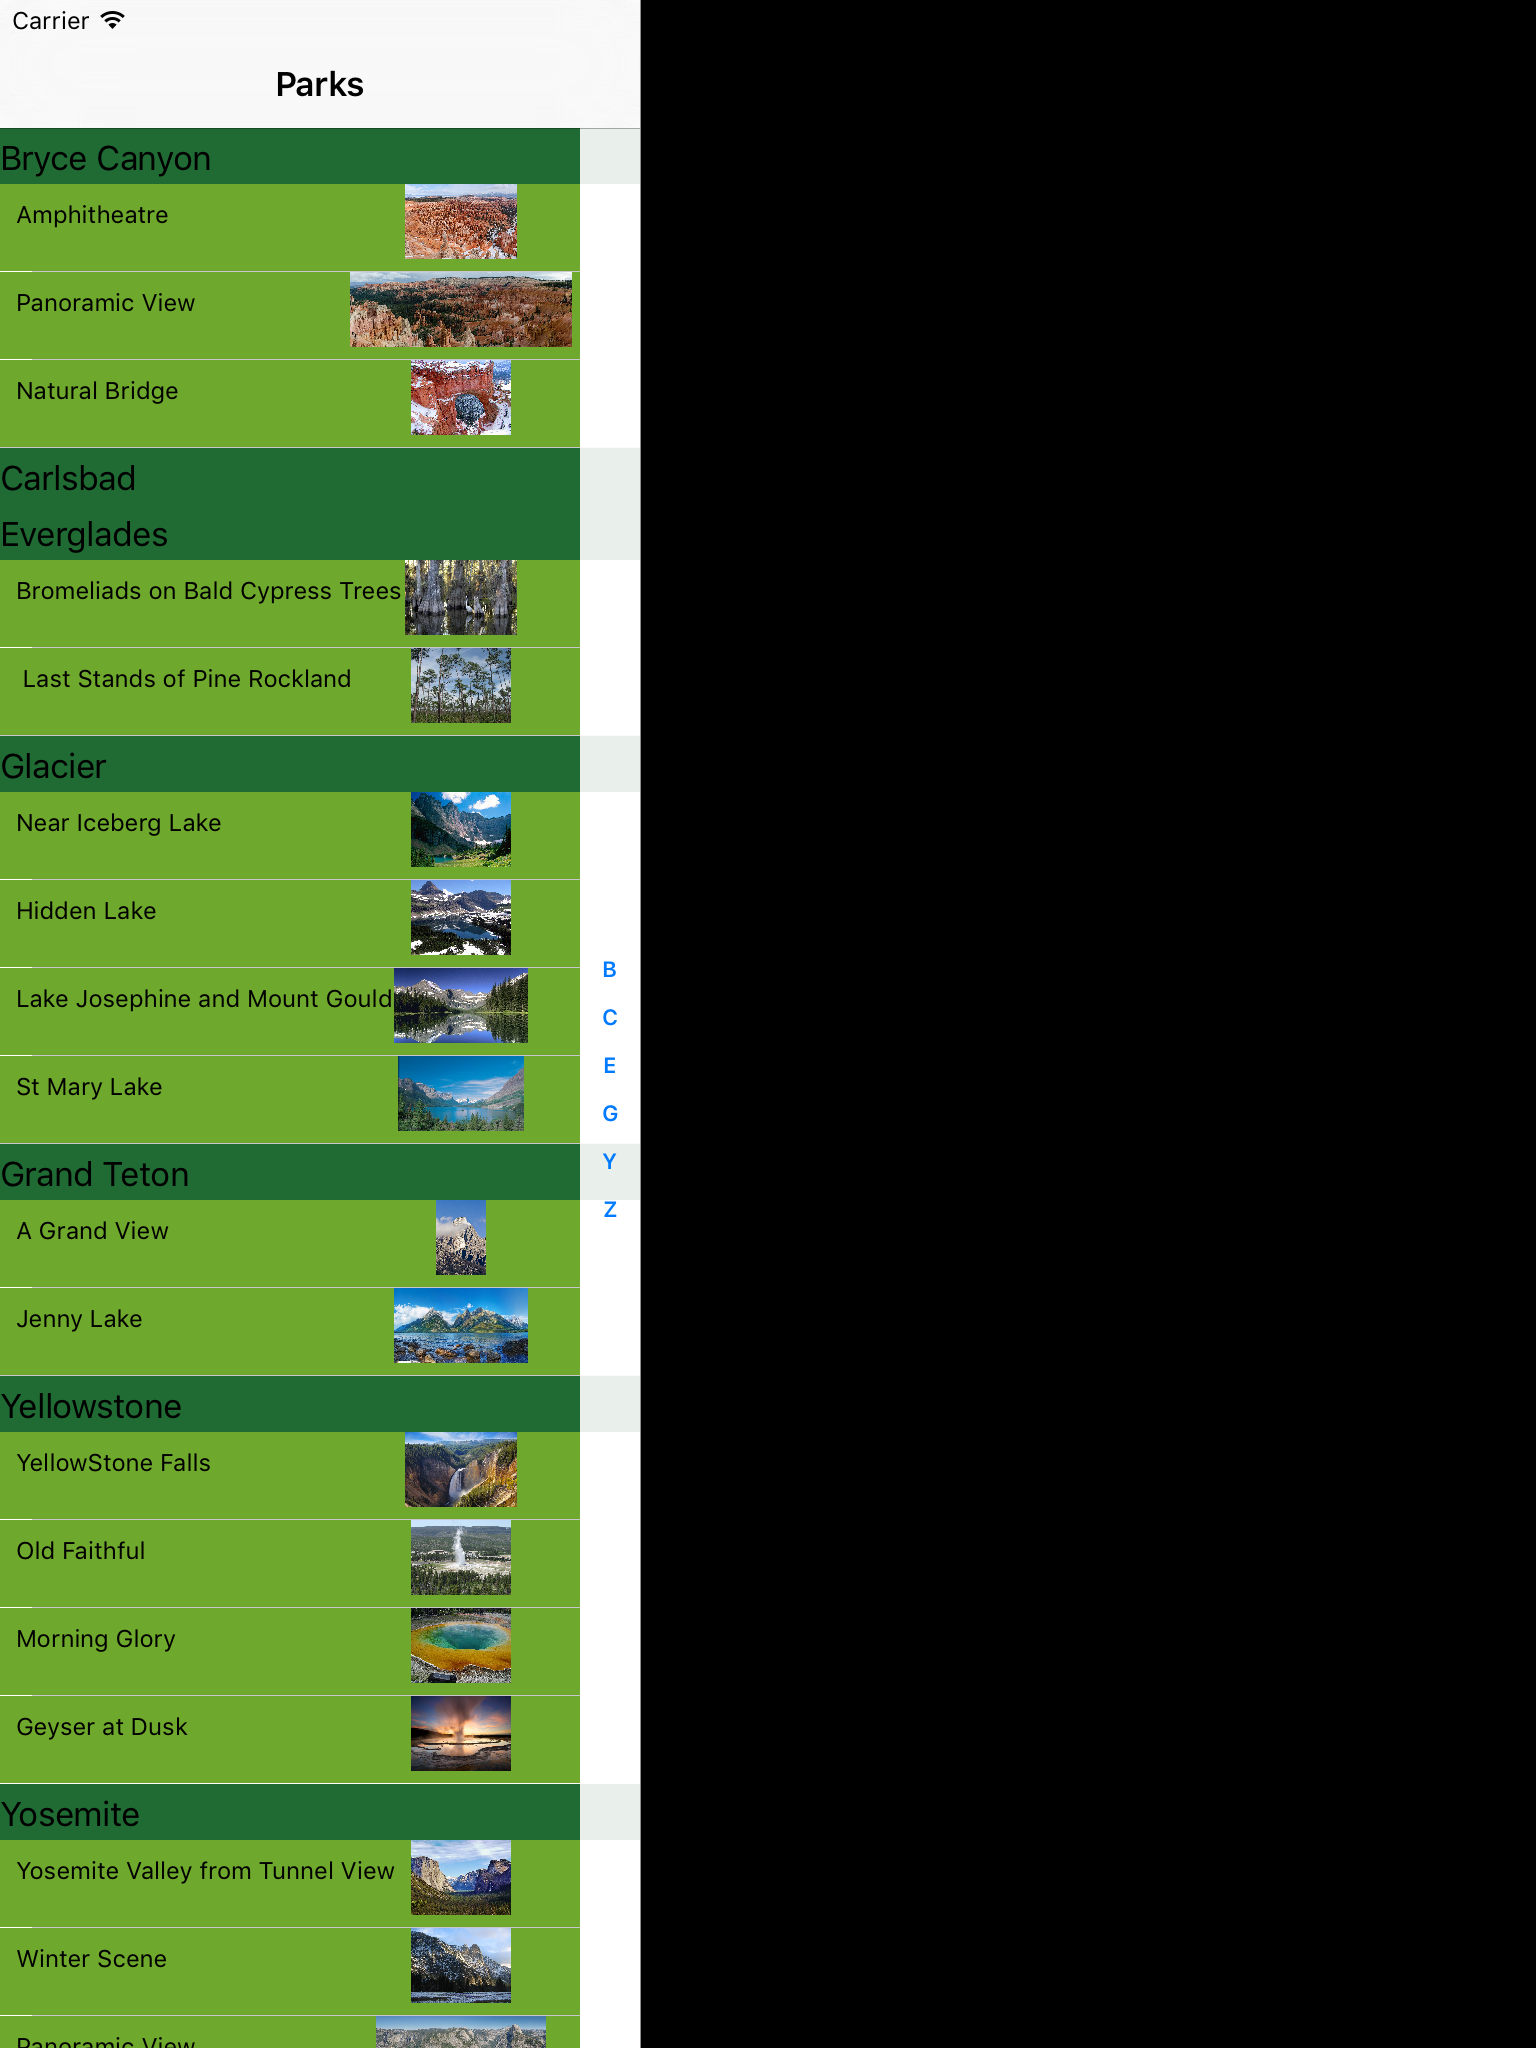 Carrier
Parks
Bryce Canyon
Amphitheatre
Panoramic View
Natural Bridge
Carlsbad
Everglades
Bromeliads on Bald Cypress Trees
Last Stands of Pine Rockland
Glacier
Near Iceberg Lake
Hidden Lake
Lake Josephine and Mount Gould
St Mary Lake
Grand Teton
A Grand View
Jenny Lake
Yellowstone
YellowStone Falls
Old Faithful
Morning Glory
Geyser at Dusk
Yosemite
Yosemite Valley from Tunnel View
Winter Scene
Panoramic View
B
C
E
G
Y
Z